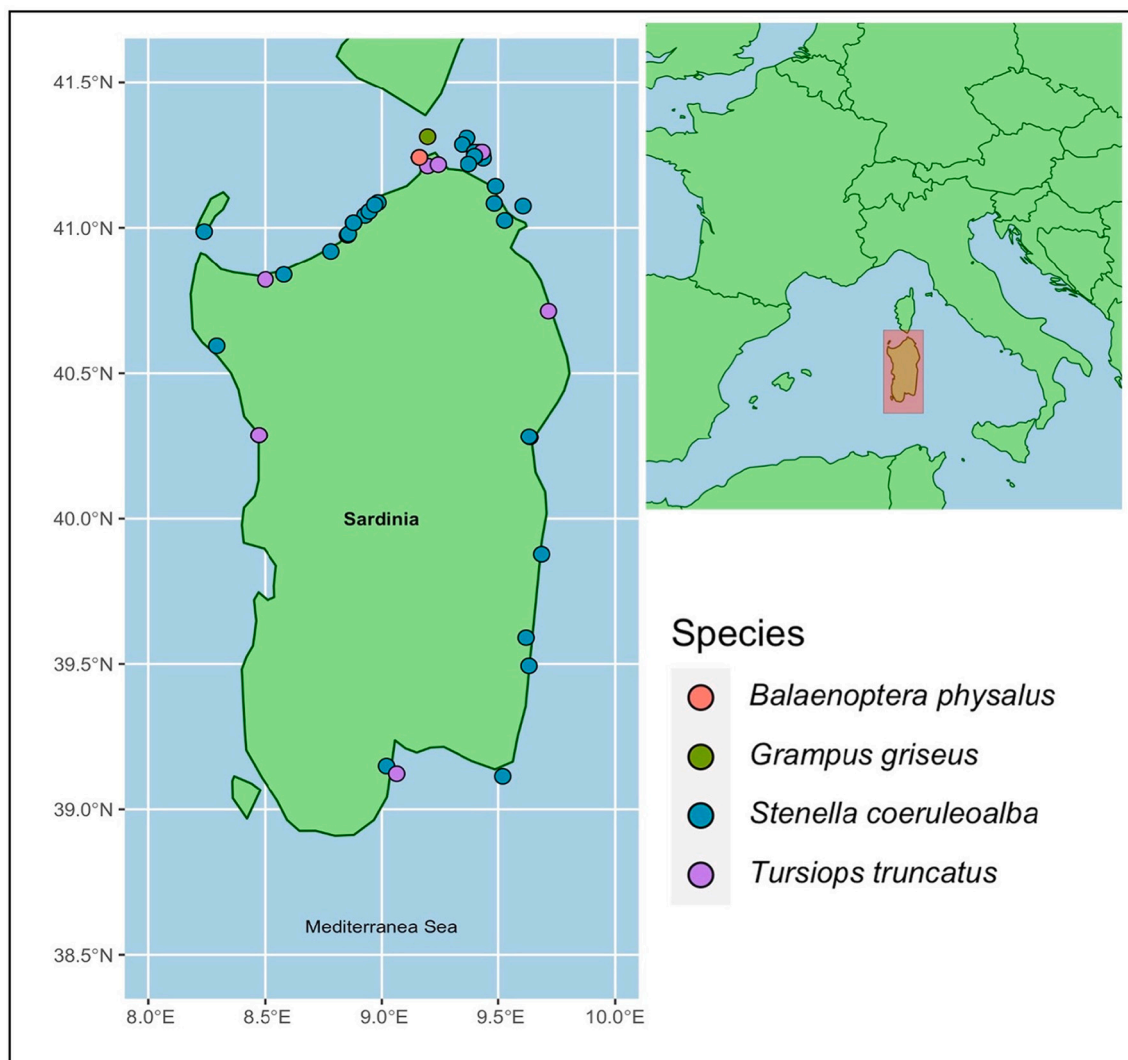 41.5°N
41.0°N
40.5°N
40.0°N
39.5°N
39.0°N
38.5°N
8.0°E 8.5°E 9.0°E 9.5°E 10.0°E
Sardinia
Mediterranea Sea
Species
Balaenoptera physalus
Grampus griseus
Stenella coeruleoalba
Tursiops truncatus